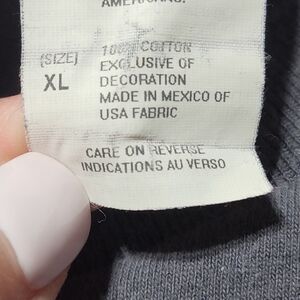 AMERICANS.
(SIZE) 100% COTTON
XL EXCLUSIVE OF
DECORATION
MADE IN MEXICO OF
USA FABRIC
CARE ON REVERSE
INDICATIONS AU VERSO